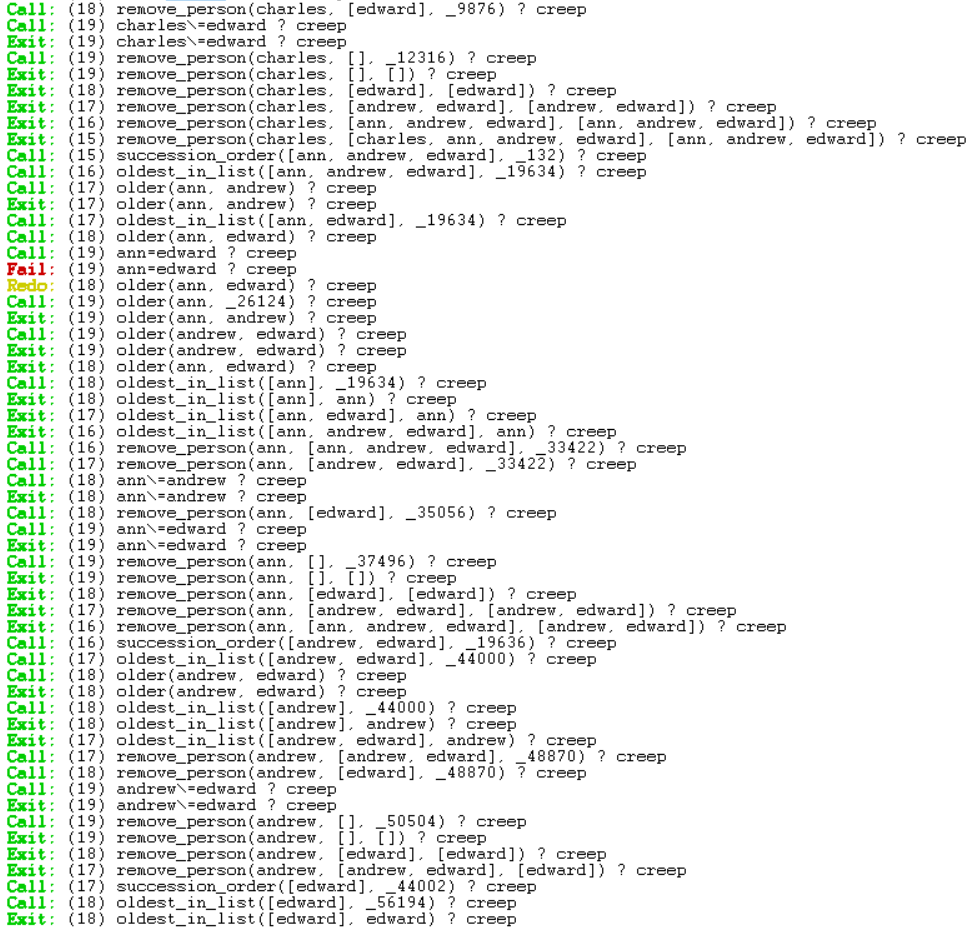 Call: (18) remove_person(charles, [edward], _9876) ? creep
Call: (19) charles\=edward ? creep
Exit: (19) charles\=edward ? creep
Call: (19) remove_person(charles, [], _12316) ? creep
Exit: (19) remove_person(charles, [], []) ? creep
Exit: (18) remove_person(charles, [edward], [edward]) ? creep
Exit: (17) remove_person(charles, [andrew, edward], [andrew, edward]) ? creep
Exit: (16) remove_person(charles, [ann, andrew, edward], [ann, andrew, edward]) ? creep
Exit: (15) remove_person(charles, [charles, ann, andrew, edward], [ann, andrew, edward]) ? creep
Call: (15) succession_order([ann, andrew, edward], _132) ? creep
Call: (16) oldest_in_list([ann, andrew, edward], _19634) ? creep
Call: (17) older(ann, andrew) ? creep
Exit: (17) older(ann, andrew) ? creep
Call: (17) oldest_in_list([ann, edward], _19634) ? creep
Call: (18) older(ann, edward) ? creep
Call: (19) ann=edward ? creep
Fail: (19) ann=edward ? creep
Redo: (18) older(ann, edward) ? creep
Call: (19) older(ann, _26124) ? creep
Exit: (19) older(ann, andrew) ? creep
Call: (19) older(andrew, edward) ? creep
Exit: (19) older(andrew, edward) ? creep
Exit: (18) older(ann, edward) ? creep
Call: (18) oldest_in_list([ann], _19634) ? creep
Exit: (18) oldest_in_list([ann], ann) ? creep
Exit: (17) oldest_in_list([ann, edward], ann) ? creep
Exit: (16) oldest_in_list([ann, andrew, edward], ann) ? creep
Call: (16) remove_person(ann, [ann, andrew, edward], _33422) ? creep
Call: (17) remove_person(ann, [andrew, edward], _33422) ? creep
Call: (18) ann\=andrew ? creep
Exit: (18) ann\=andrew ? creep
Call: (18) remove_person(ann, [edward], _35056) ? creep
Call: (19) ann\=edward ? creep
Exit: (19) ann\=edward ? creep
Call: (19) remove_person(ann, [], _37496) ? creep
Exit: (19) remove_person(ann, [], []) ? creep
Exit: (18) remove_person(ann, [edward], [edward]) ? creep
Exit: (17) remove_person(ann, [andrew, edward], [andrew, edward]) ? creep
Exit: (16) remove_person(ann, [ann, andrew, edward], [andrew, edward]) ? creep
Call: (16) succession_order([andrew, edward], _19636) ? creep
Call: (17) oldest_in_list([andrew, edward], _44000) ? creep
Call: (18) older(andrew, edward) ? creep
Exit: (18) older(andrew, edward) ? creep
Call: (18) oldest_in_list([andrew], _44000) ? creep
Exit: (18) oldest_in_list([andrew], andrew) ? creep
Exit: (17) oldest_in_list([andrew, edward], andrew) ? creep
Call: (17) remove_person(andrew, [andrew, edward], _48870) ? creep
Call: (18) remove_person(andrew, [edward], _48870) ? creep
Call: (19) andrew\=edward ? creep
Exit: (19) andrew\=edward ? creep
Call: (19) remove_person(andrew, [], _50504) ? creep
Exit: (19) remove_person(andrew, [], []) ? creep
Exit: (18) remove_person(andrew, [edward], [edward]) ? creep
Exit: (17) remove_person(andrew, [andrew, edward], [edward]) ? creep
Call: (17) succession_order([edward], _44002) ? creep
Call: (18) oldest_in_list([edward], _56194) ? creep
Exit: (18) oldest_in_list([edward], edward) ? creep